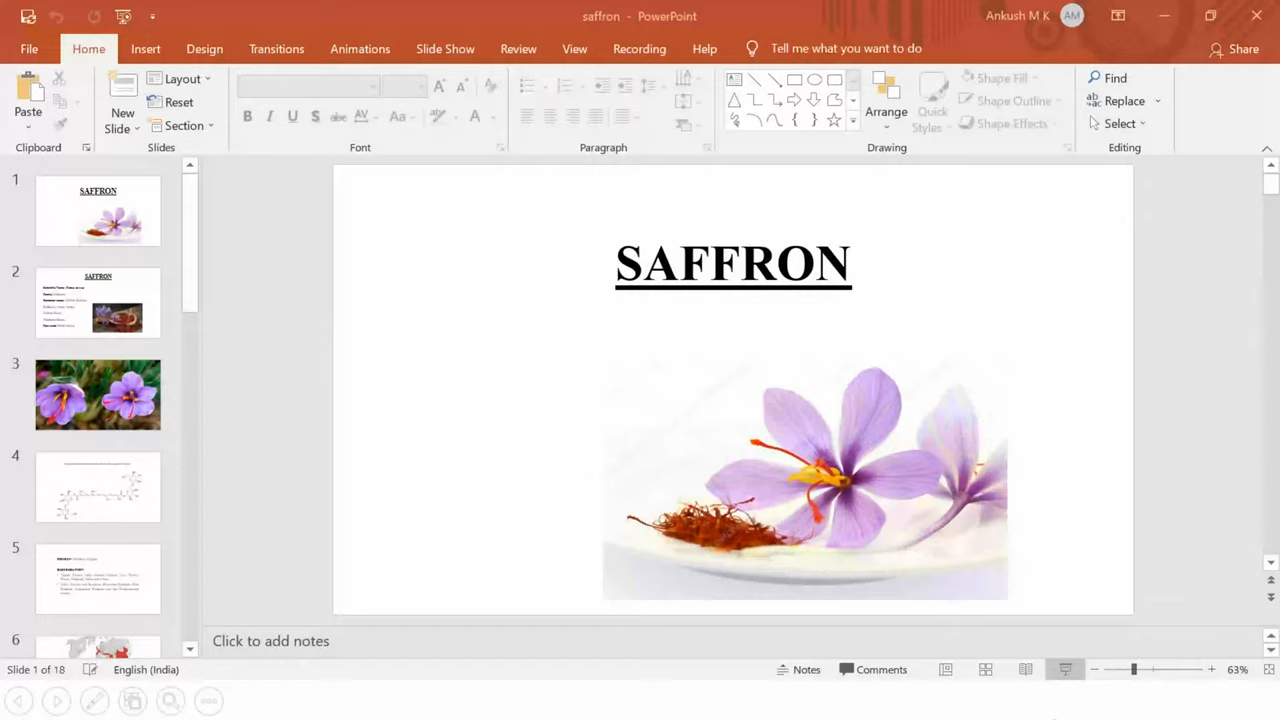 saffron - PowerPoint
Ankush M K
AM
File Home Insert Design Transitions Animations Slide Show Review View Recording Help Tell me what you want to do Share
Paste
Clipboard
New Slide
Layout
Reset
Section
Slides
B I U S abc AV Aa A
Font
Paragraph
Arrange
Quick Styles
Shape Fill
Shape Outline
Shape Effects
Drawing
Find
Replace
Select
Editing
1
SAFFRON
2
SAFFRON
3
4
5
6
SAFFRON
Click to add notes
Slide 1 of 18
English (India)
Notes
Comments
63%